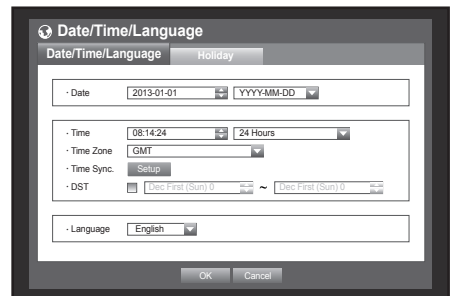 Date/Time/Language
Date/Time/Language Holiday
· Date 2013-01-01 YYYY-MM-DD
· Time 08:14:24 24 Hours
· Time Zone GMT
· Time Sync. Setup
· DST Dec First (Sun) 0 ~ Dec First (Sun) 0
· Language English
OK Cancel